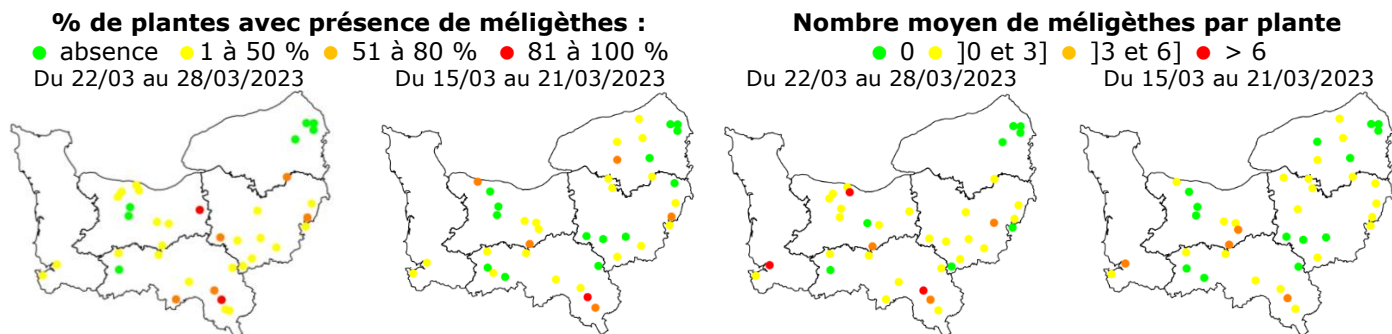 % de plantes avec présence de méligèthes :
absence 1 à 50 % 51 à 80 % 81 à 100 %
Du 22/03 au 28/03/2023 Du 15/03 au 21/03/2023
Nombre moyen de méligèthes par plante
0 ]0 et 3] ]3 et 6] > 6
Du 22/03 au 28/03/2023 Du 15/03 au 21/03/2023